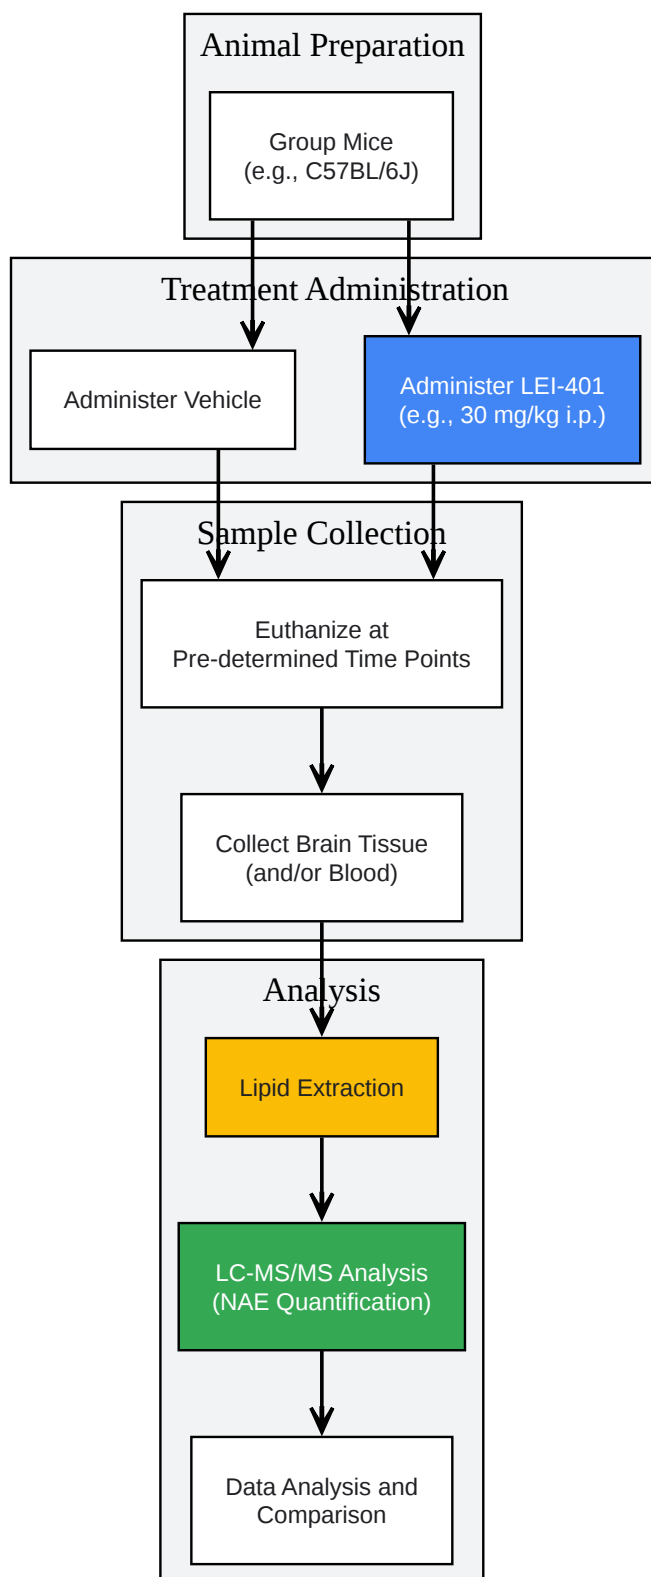 Animal Preparation
Group Mice
(e.g., C57BL/6J)
Treatment Administration
Administer Vehicle
Administer LEI-401
(e.g., 30 mg/kg i.p.)
Sample Collection
Euthanize at
Pre-determined Time Points
Collect Brain Tissue
(and/or Blood)
Analysis
Lipid Extraction
LC-MS/MS Analysis
(NAE Quantification)
Data Analysis and
Comparison